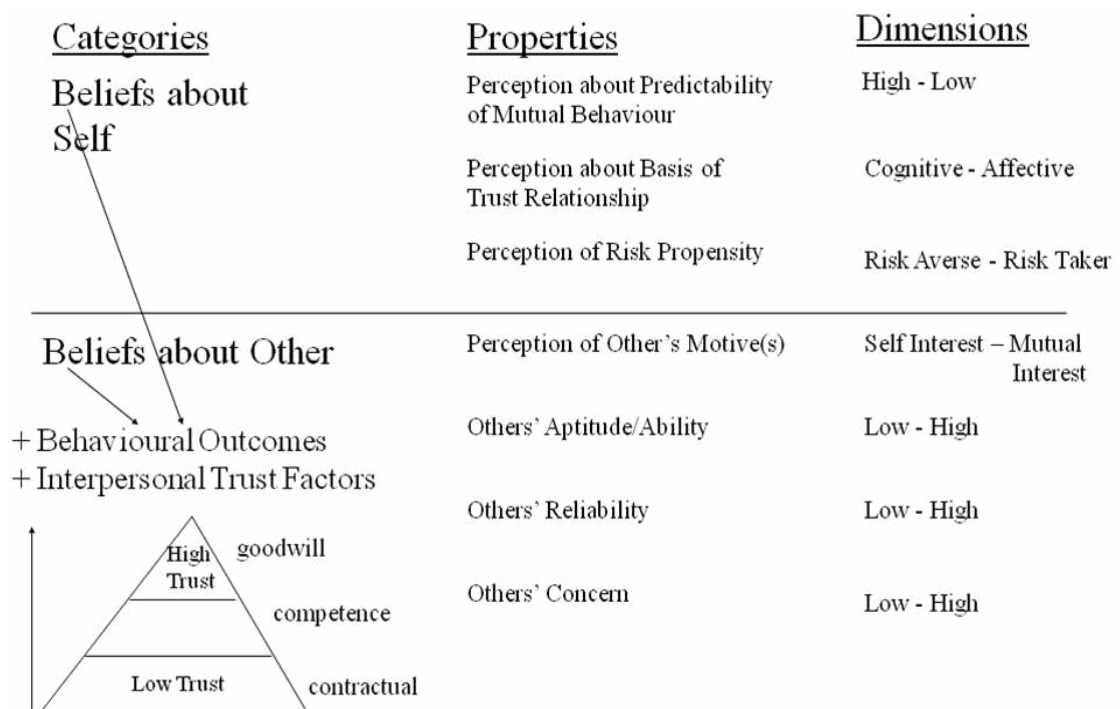 Categories
Properties
Dimensions
Beliefs about
Self
Perception about Predictability
of Mutual Behaviour
High - Low
Perception about Basis of
Trust Relationship
Cognitive - Affective
Perception of Risk Propensity
Risk Averse - Risk Taker
Beliefs about Other
Perception of Other's Motive(s)
Self Interest – Mutual
Interest
+ Behavioural Outcomes
+ Interpersonal Trust Factors
Others' Aptitude/Ability
Low - High
Others' Reliability
Low - High
Others' Concern
Low - High
High
Trust
goodwill
competence
Low Trust
contractual